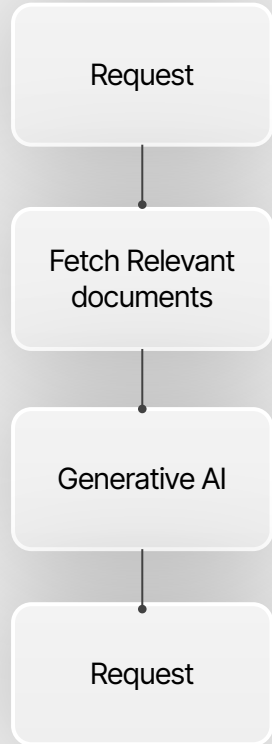 Request
Fetch Relevant
documents
Generative AI
Request